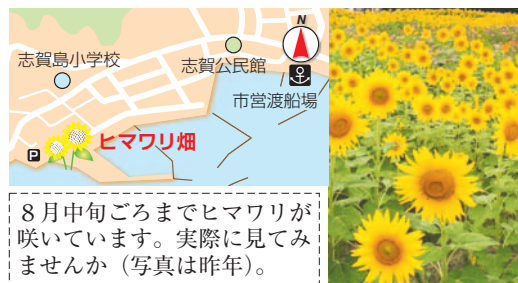 N
志賀島小学校
志賀公民館
市営渡船場
ヒマワリ畑
P
８月中旬ごろまでヒマワリが
咲いています。実際に見てみ
ませんか（写真は昨年）。